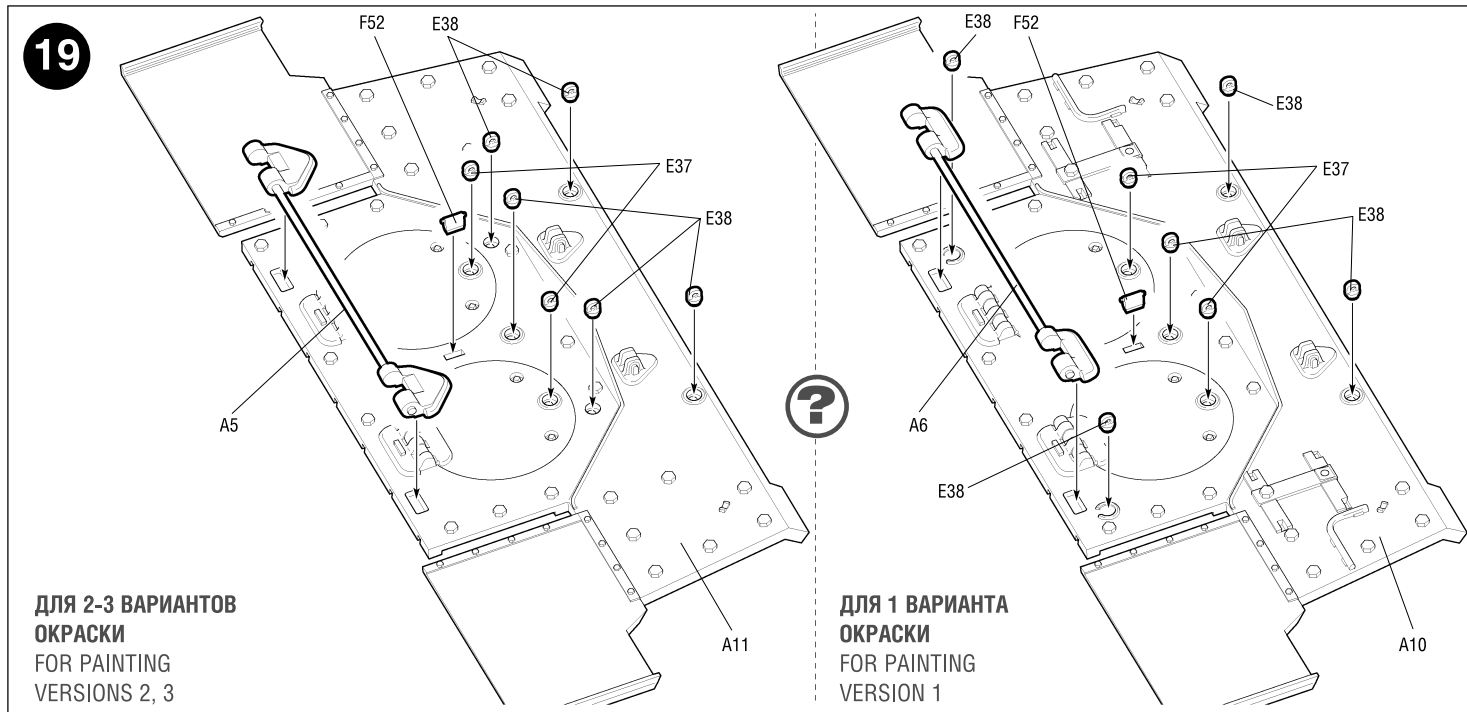 19
F52
E38
E37
E38
A5
A11
ДЛЯ 2-3 ВАРИАНТОВ
ОКРАСКИ
FOR PAINTING
VERSIONS 2, 3
?
E38
F52
E38
E37
E38
A6
E38
A10
ДЛЯ 1 ВАРИАНТА
ОКРАСКИ
FOR PAINTING
VERSION 1